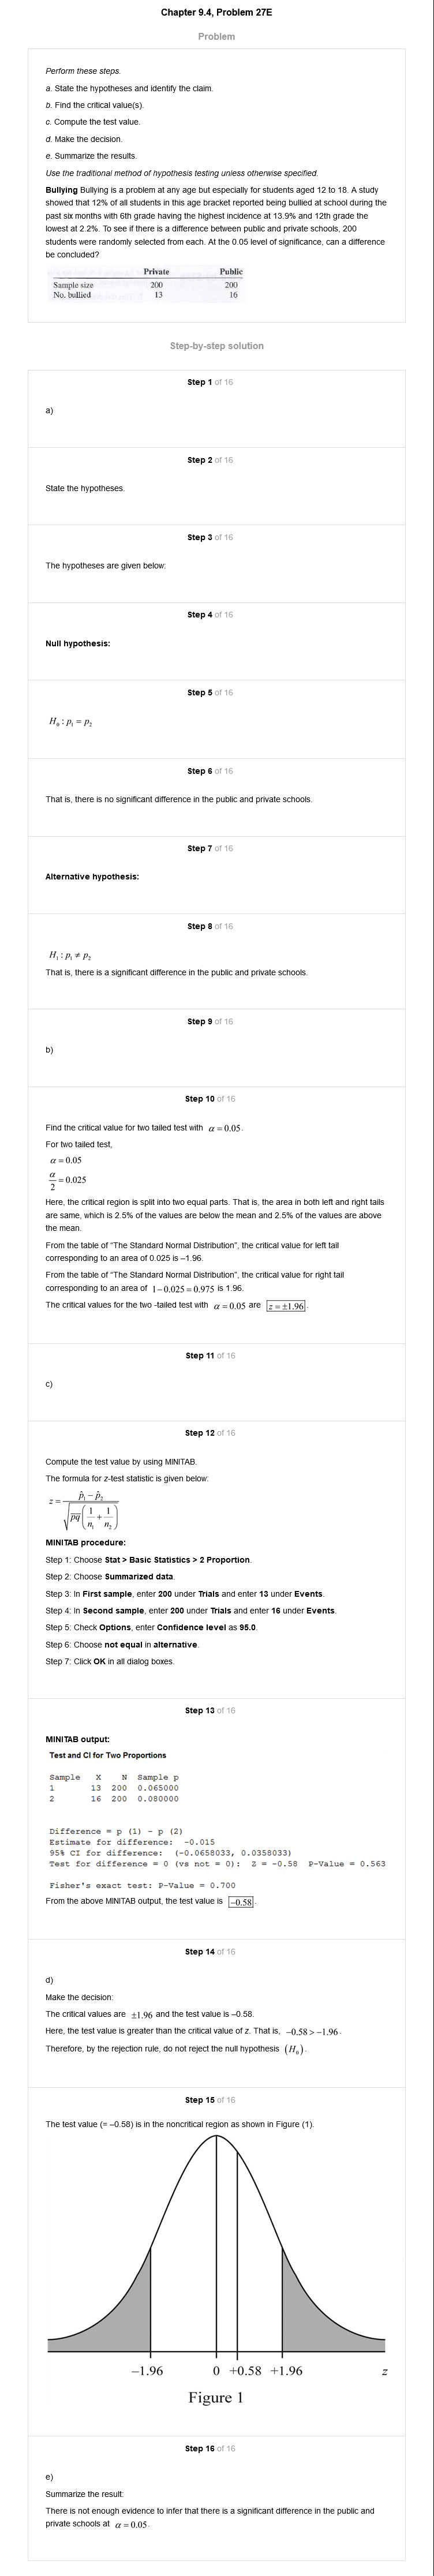 Chapter 9.4, Problem 27E
Problem
Perform these steps.
a. State the hypotheses and identify the claim.
b. Find the critical value(s).
c. Compute the test value.
d. Make the decision.
e. Summarize the results.
Use the traditional method of hypothesis testing unless otherwise specified.
Bullying Bullying is a problem at any age but especially for students aged 12 to 18. A study
showed that 12% of all students in this age bracket reported being bullied at school during the
past six months with 6th grade having the highest incidence at 13.9% and 12th grade the
lowest at 2.2%. To see if there is a difference between public and private schools, 200
students were randomly selected from each. At the 0.05 level of significance, can a difference
be concluded?
Private Public
Sample size 200 200
No. bullied 13 16
Step-by-step solution
Step 1 of 16
a)
Step 2 of 16
State the hypotheses.
Step 3 of 16
The hypotheses are given below:
Step 4 of 16
Null hypothesis:
Step 5 of 16
H₀ : p₁ = p₂
Step 6 of 16
That is, there is no significant difference in the public and private schools.
Step 7 of 16
Alternative hypothesis:
Step 8 of 16
H₁ : p₁ ≠ p₂
That is, there is a significant difference in the public and private schools.
Step 9 of 16
b)
Step 10 of 16
Find the critical value for two tailed test with α = 0.05.
For two tailed test,
α = 0.05
α/2 = 0.025
Here, the critical region is split into two equal parts. That is, the area in both left and right tails
are same, which is 2.5% of the values are below the mean and 2.5% of the values are above
the mean.
From the table of “The Standard Normal Distribution”, the critical value for left tail
corresponding to an area of 0.025 is –1.96.
From the table of “The Standard Normal Distribution”, the critical value for right tail
corresponding to an area of 1−0.025 = 0.975 is 1.96.
The critical values for the two -tailed test with α = 0.05 are z = ±1.96.
Step 11 of 16
c)
Step 12 of 16
Compute the test value by using MINITAB.
The formula for z-test statistic is given below:
z = (p̂₁ − p̂₂) / √(p̅q̅(1/n₁ + 1/n₂))
MINITAB procedure:
Step 1: Choose Stat > Basic Statistics > 2 Proportion.
Step 2: Choose Summarized data.
Step 3: In First sample, enter 200 under Trials and enter 13 under Events.
Step 4: In Second sample, enter 200 under Trials and enter 16 under Events.
Step 5: Check Options, enter Confidence level as 95.0.
Step 6: Choose not equal in alternative.
Step 7: Click OK in all dialog boxes.
Step 13 of 16
MINITAB output:
Test and CI for Two Proportions
Sample X N Sample p
1 13 200 0.065000
2 16 200 0.080000
Difference = p (1) - p (2)
Estimate for difference: -0.015
95% CI for difference: (-0.0658033, 0.0358033)
Test for difference = 0 (vs not = 0): Z = -0.58 P-Value = 0.563
Fisher's exact test: P-Value = 0.700
From the above MINITAB output, the test value is −0.58.
Step 14 of 16
d)
Make the decision:
The critical values are ±1.96 and the test value is –0.58.
Here, the test value is greater than the critical value of z. That is, −0.58 > −1.96.
Therefore, by the rejection rule, do not reject the null hypothesis (H₀).
Step 15 of 16
The test value (= –0.58) is in the noncritical region as shown in Figure (1).
−1.96 0 +0.58 +1.96 z
Figure 1
Step 16 of 16
e)
Summarize the result:
There is not enough evidence to infer that there is a significant difference in the public and
private schools at α = 0.05.